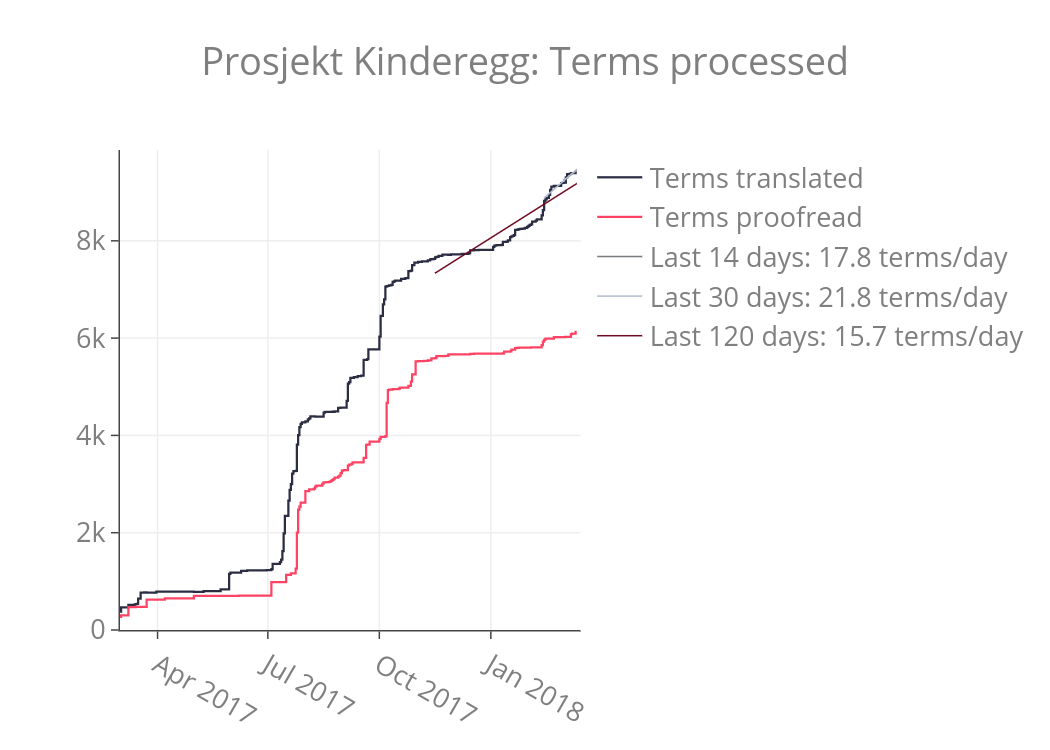 Prosjekt Kinderegg: Terms processed
Terms translated
Terms proofread
Last 14 days: 17.8 terms/day
Last 30 days: 21.8 terms/day
Last 120 days: 15.7 terms/day
8k
6k
4k
2k
0
Apr 2017
Jul 2017
Oct 2017
Jan 2018